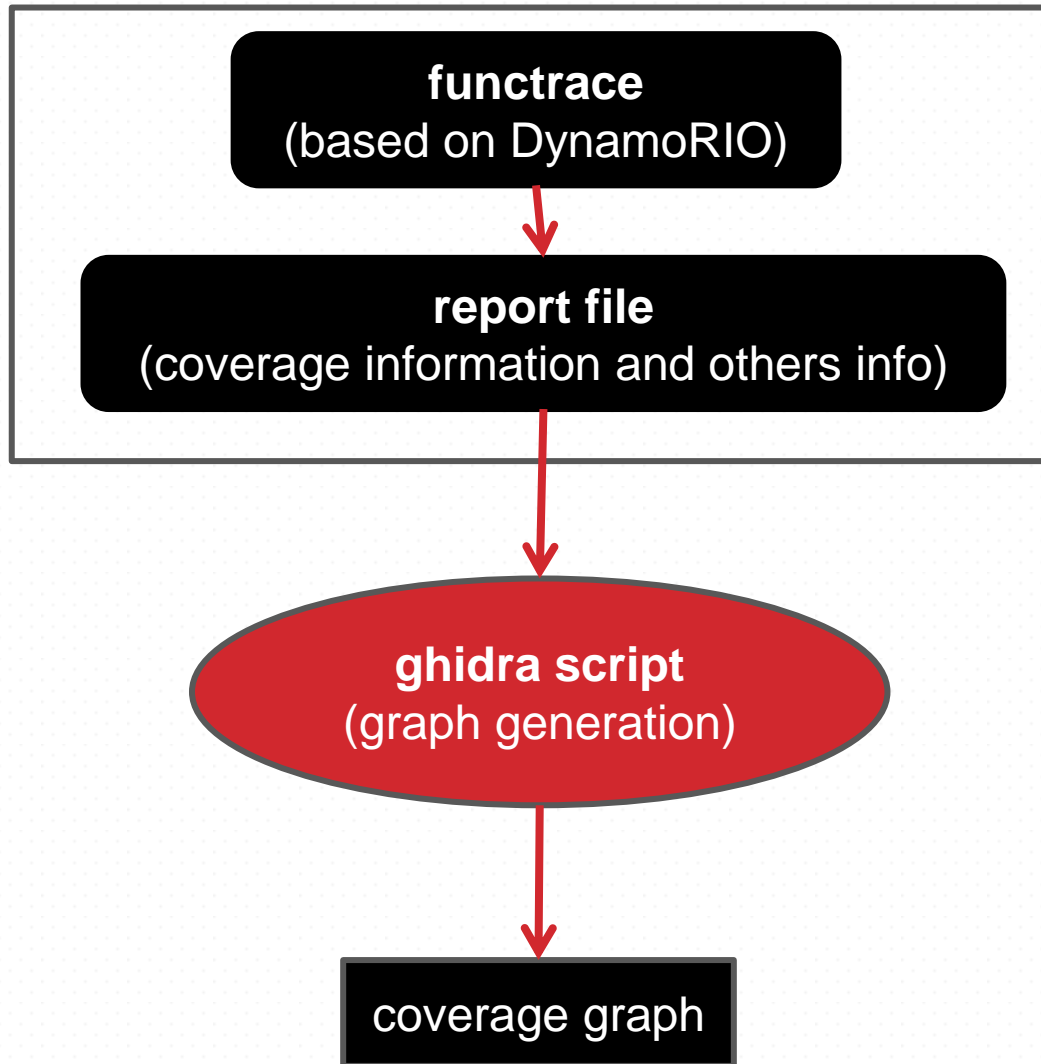 functrace
(based on DynamoRIO)
report file
(coverage information and others info)
ghidra script
(graph generation)
coverage graph